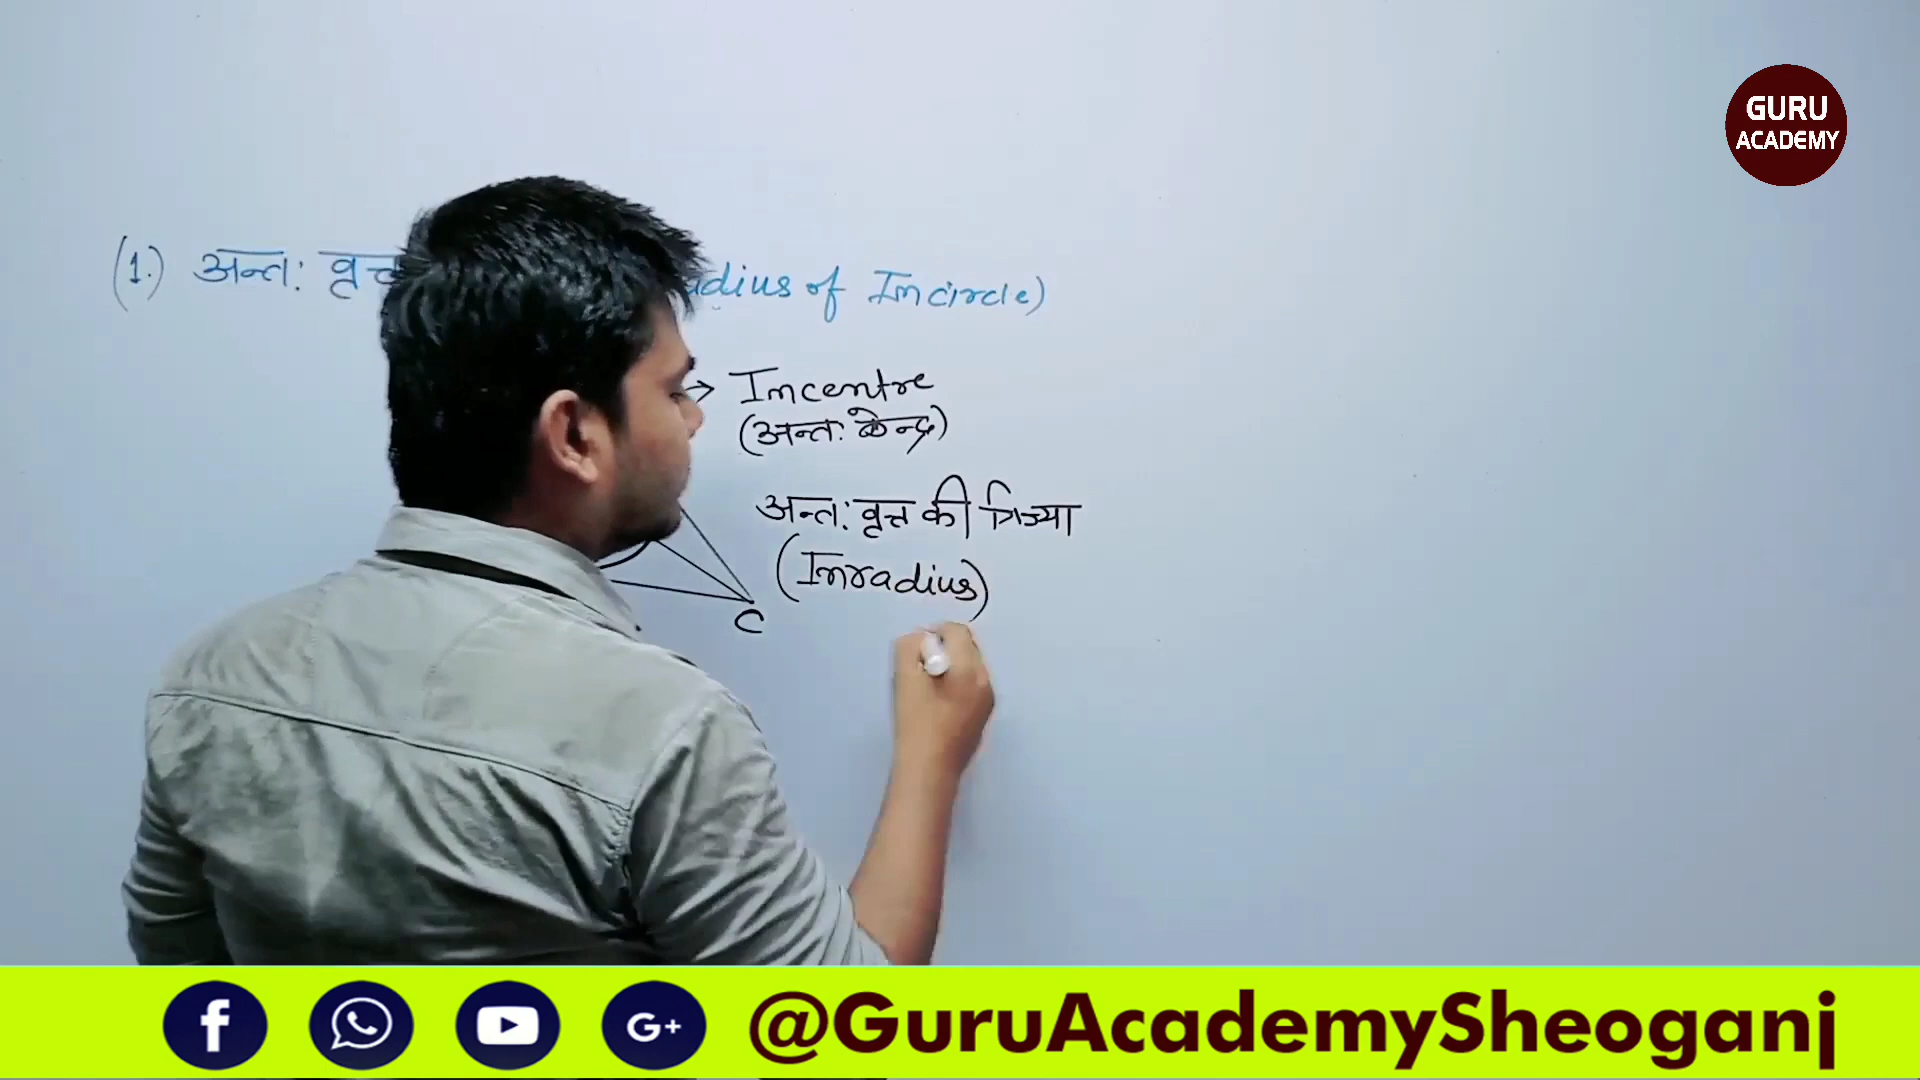 GURU
ACADEMY
(1.) अन्त: वृत्त adius of Incircle)
→ Incentre
(अन्त: केन्द्र)
अन्त: वृत्त की त्रिज्या
(Inradius)
C
f G+ @GuruAcademySheoganj